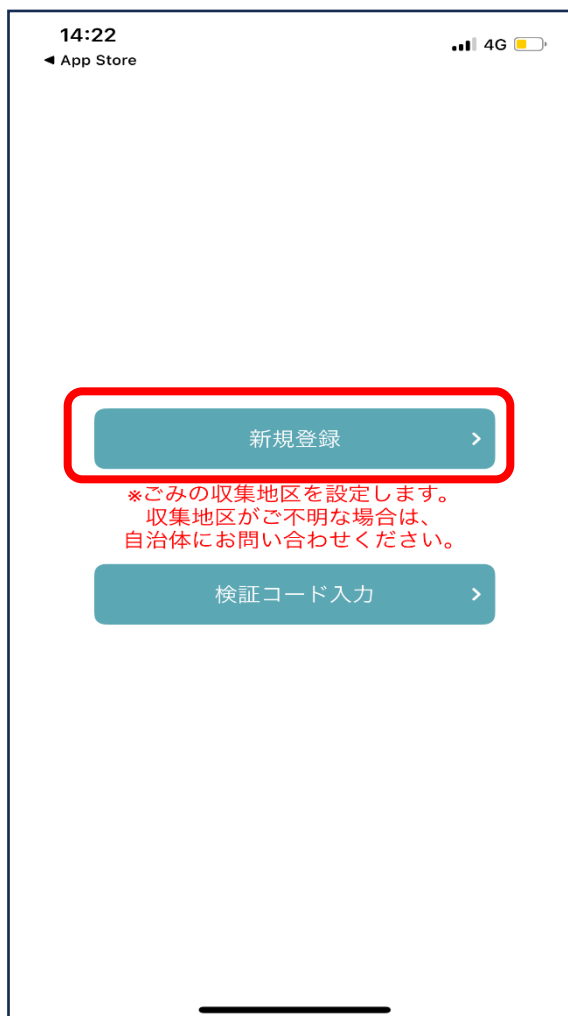 14:22
4G
◀ App Store
新規登録 >
※ごみの収集地区を設定します。
収集地区がご不明な場合は、
自治体にお問い合わせください。
検証コード入力 >